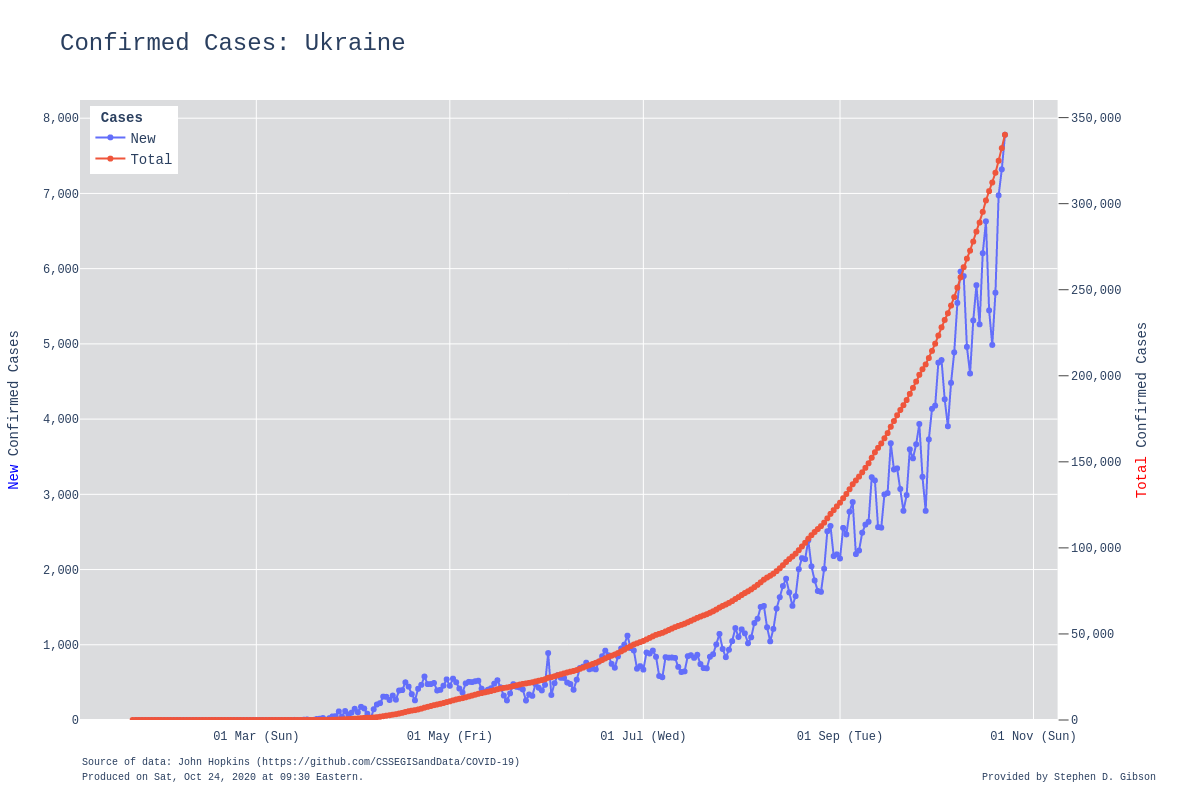 Confirmed Cases: Ukraine
Cases
New
Total
8,000
7,000
6,000
5,000
4,000
3,000
2,000
1,000
0
New Confirmed Cases
350,000
300,000
250,000
200,000
150,000
100,000
50,000
0
Total Confirmed Cases
01 Mar (Sun) 01 May (Fri) 01 Jul (Wed) 01 Sep (Tue) 01 Nov (Sun)
Source of data: John Hopkins (https://github.com/CSSEGISandData/COVID-19)
Produced on Sat, Oct 24, 2020 at 09:30 Eastern.
Provided by Stephen D. Gibson